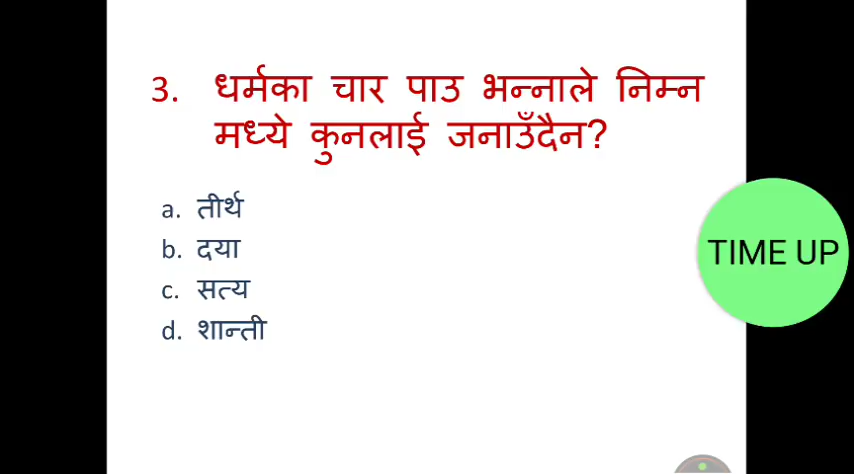 3. धर्मका चार पाउ भन्नाले निम्न
मध्ये कुनलाई जनाउँदैन?
a. तीर्थ
b. दया
c. सत्य
d. शान्ती
TIME UP